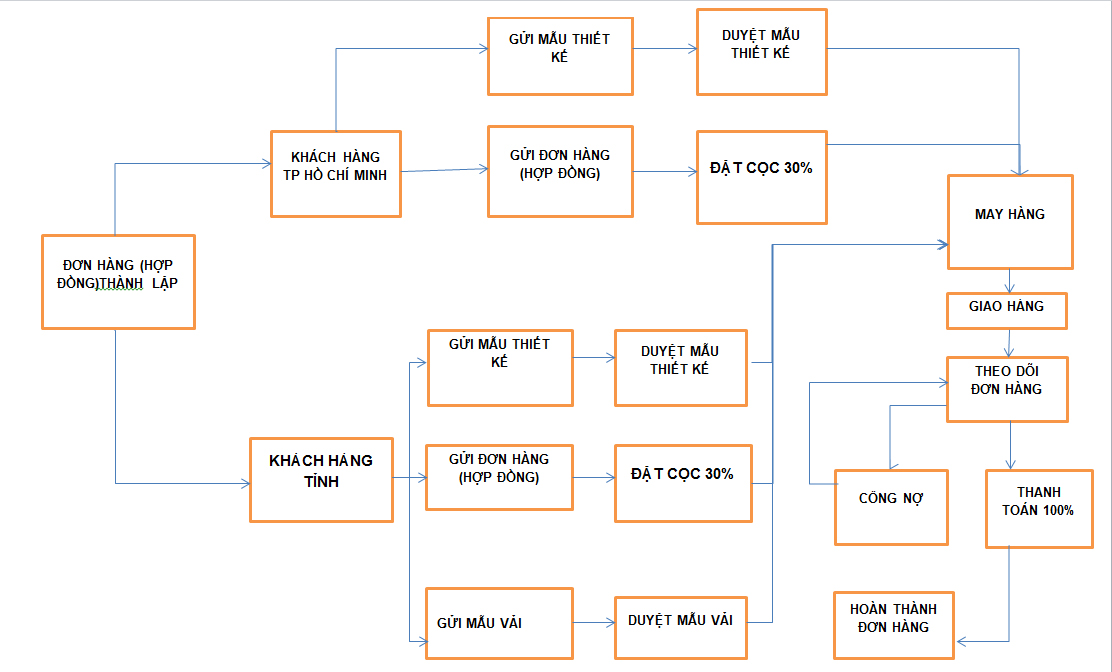 GỬI MẪU THIẾT
KẾ
DUYỆT MẪU
THIẾT KẾ
KHÁCH HÀNG
TP HỒ CHÍ MINH
GỬI ĐƠN HÀNG
(HỢP ĐỒNG)
ĐẶT CỌC 30%
MAY HÀNG
ĐƠN HÀNG (HỢP
ĐỒNG)THÀNH LẬP
GIAO HÀNG
GỬI MẪU THIẾT
KẾ
DUYỆT MẪU
THIẾT KẾ
THEO DÕI
ĐƠN HÀNG
KHÁCH HÁNG
TỈNH
GỬI ĐƠN HÀNG
(HỢP ĐỒNG)
ĐẶT CỌC 30%
CÔNG NỢ
THANH
TOÁN 100%
GỬI MẪU VẢI
DUYỆT MẪU VẢI
HOÀN THÀNH
ĐƠN HÀNG